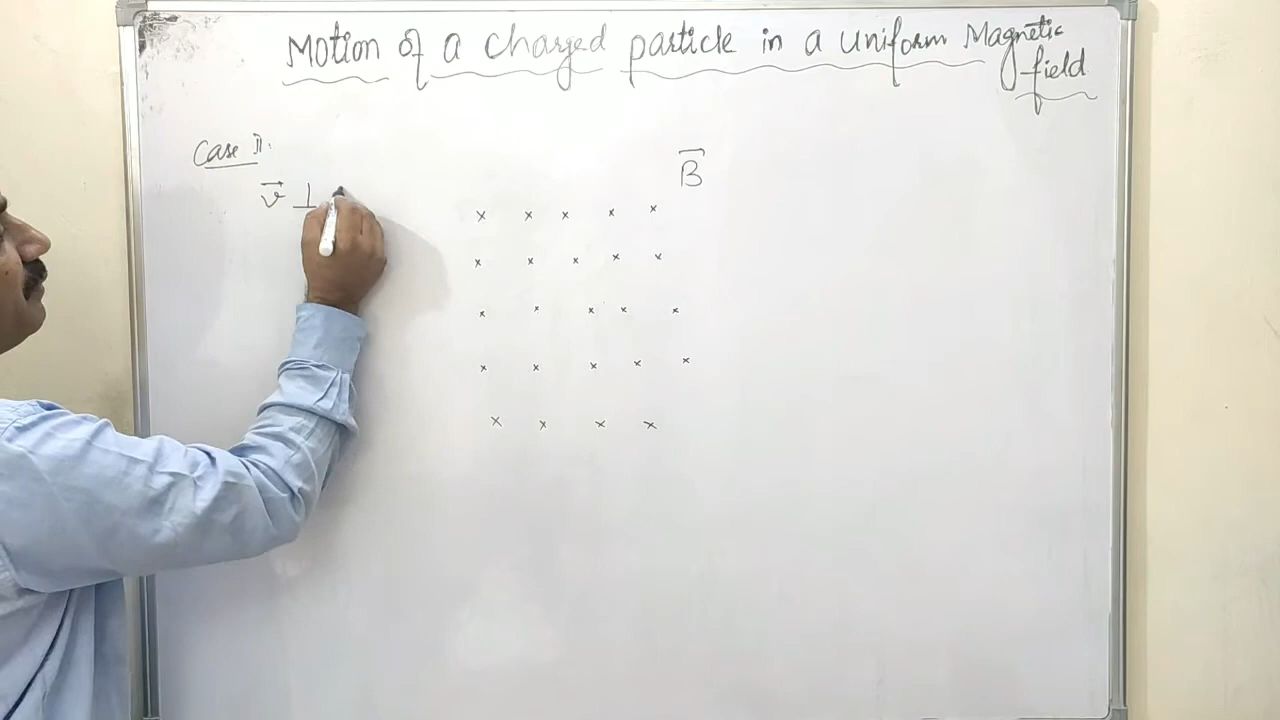 Motion of a charged particle in a uniform Magnetic
field
Case II.
v⃗ ⊥
B⃗
× × × × ×
× × × × ×
× × × × ×
× × × × ×
× × × ×